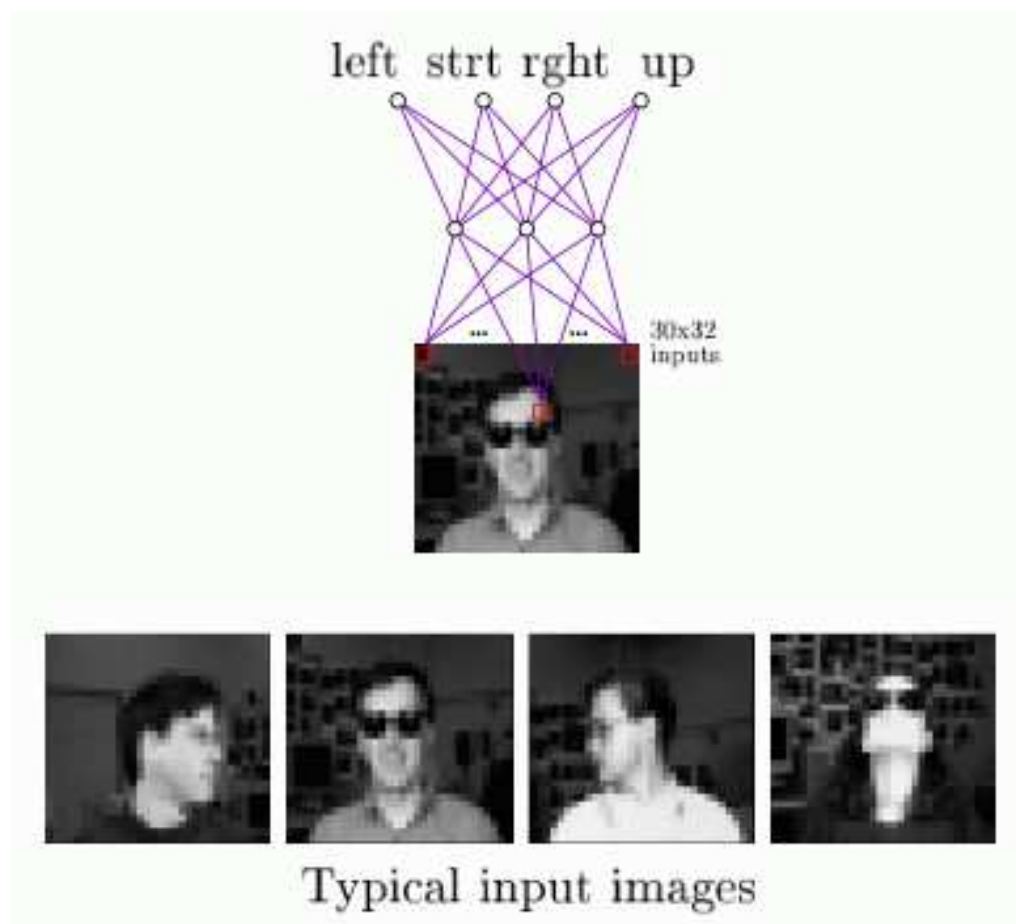 left strt rght up
... ...
30x32
inputs
Typical input images